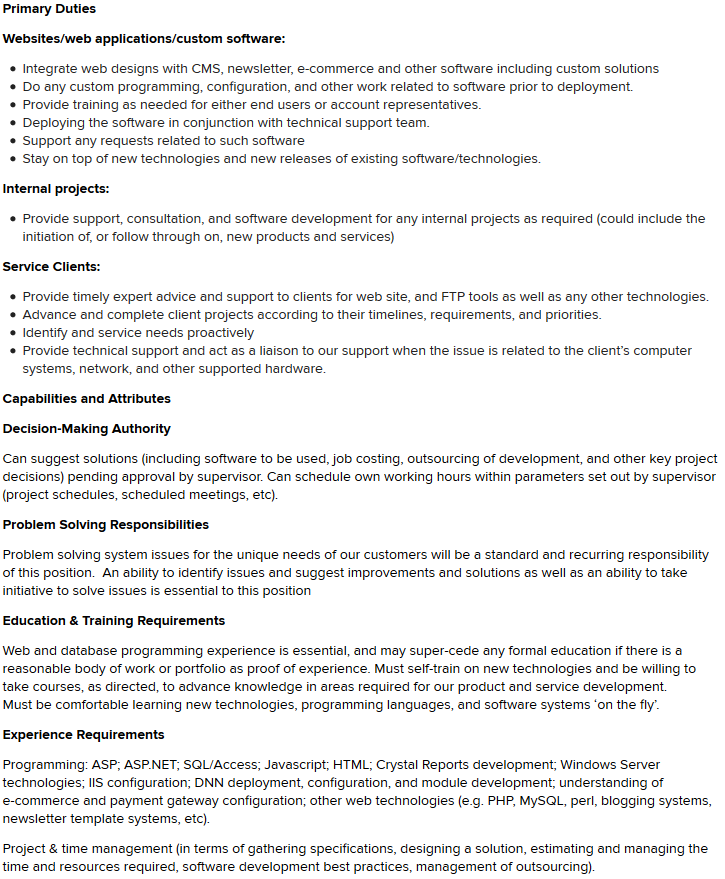 Primary Duties
Websites/web applications/custom software:
• Integrate web designs with CMS, newsletter, e-commerce and other software including custom solutions
• Do any custom programming, configuration, and other work related to software prior to deployment.
• Provide training as needed for either end users or account representatives.
• Deploying the software in conjunction with technical support team.
• Support any requests related to such software
• Stay on top of new technologies and new releases of existing software/technologies.
Internal projects:
• Provide support, consultation, and software development for any internal projects as required (could include the
initiation of, or follow through on, new products and services)
Service Clients:
• Provide timely expert advice and support to clients for web site, and FTP tools as well as any other technologies.
• Advance and complete client projects according to their timelines, requirements, and priorities.
• Identify and service needs proactively
• Provide technical support and act as a liaison to our support when the issue is related to the client’s computer
systems, network, and other supported hardware.
Capabilities and Attributes
Decision-Making Authority
Can suggest solutions (including software to be used, job costing, outsourcing of development, and other key project
decisions) pending approval by supervisor. Can schedule own working hours within parameters set out by supervisor
(project schedules, scheduled meetings, etc).
Problem Solving Responsibilities
Problem solving system issues for the unique needs of our customers will be a standard and recurring responsibility
of this position.  An ability to identify issues and suggest improvements and solutions as well as an ability to take
initiative to solve issues is essential to this position
Education & Training Requirements
Web and database programming experience is essential, and may super-cede any formal education if there is a
reasonable body of work or portfolio as proof of experience. Must self-train on new technologies and be willing to
take courses, as directed, to advance knowledge in areas required for our product and service development.
Must be comfortable learning new technologies, programming languages, and software systems ‘on the fly’.
Experience Requirements
Programming: ASP; ASP.NET; SQL/Access; Javascript; HTML; Crystal Reports development; Windows Server
technologies; IIS configuration; DNN deployment, configuration, and module development; understanding of
e-commerce and payment gateway configuration; other web technologies (e.g. PHP, MySQL, perl, blogging systems,
newsletter template systems, etc).
Project & time management (in terms of gathering specifications, designing a solution, estimating and managing the
time and resources required, software development best practices, management of outsourcing).